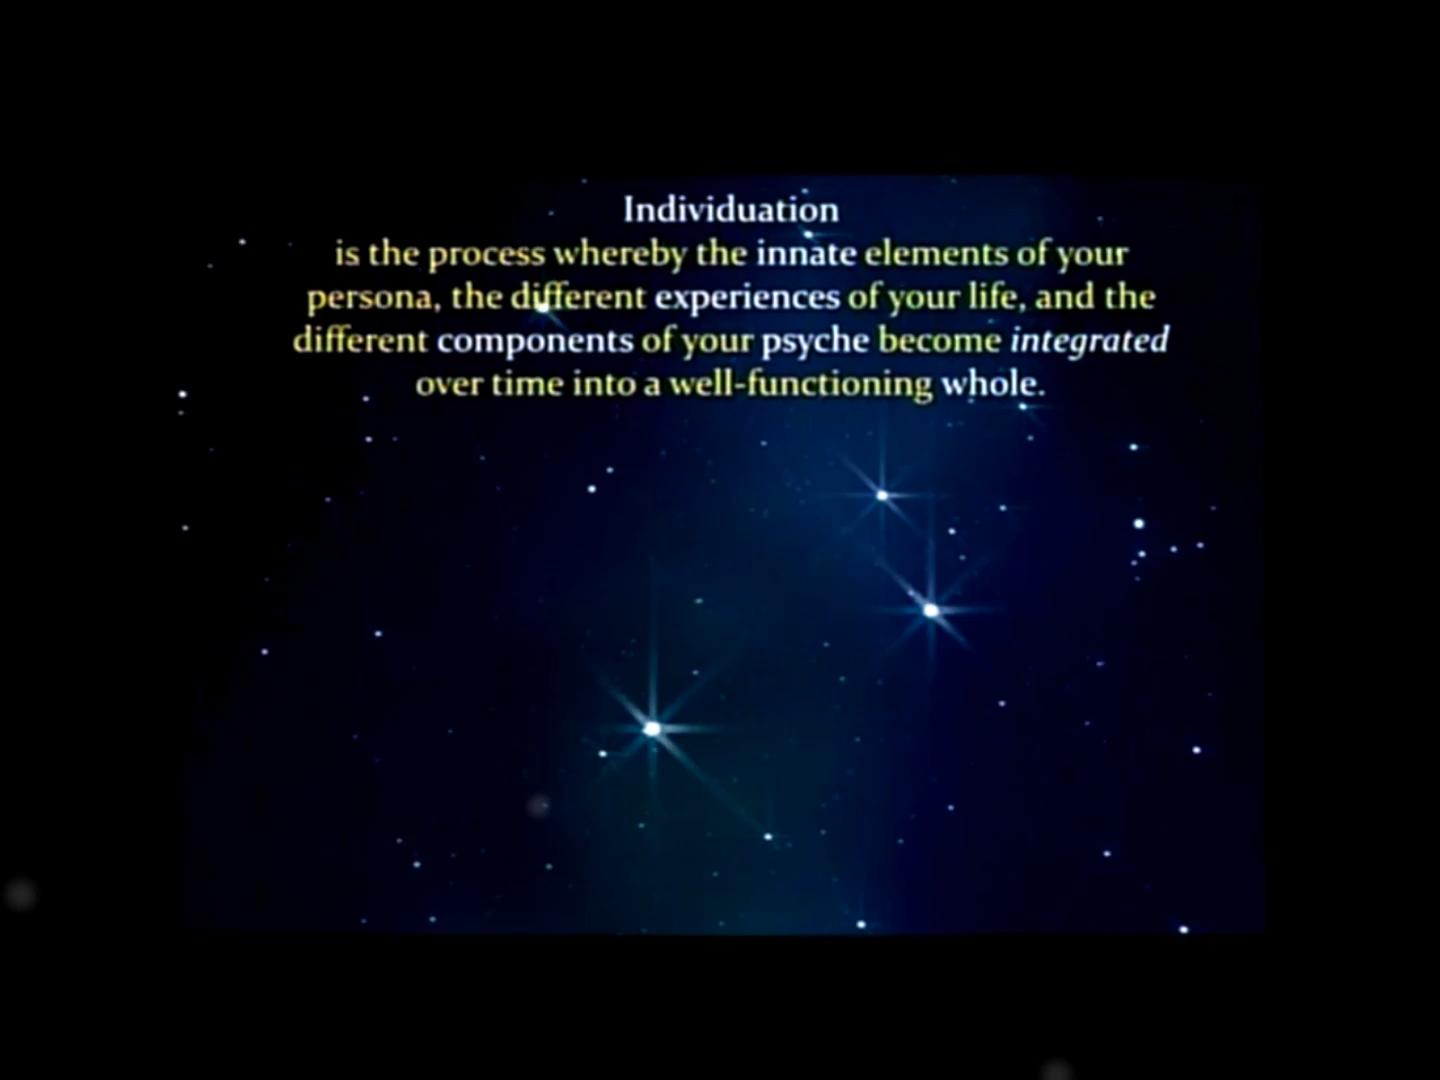 Individuation
is the process whereby the innate elements of your
persona, the different experiences of your life, and the
different components of your psyche become integrated
over time into a well-functioning whole.